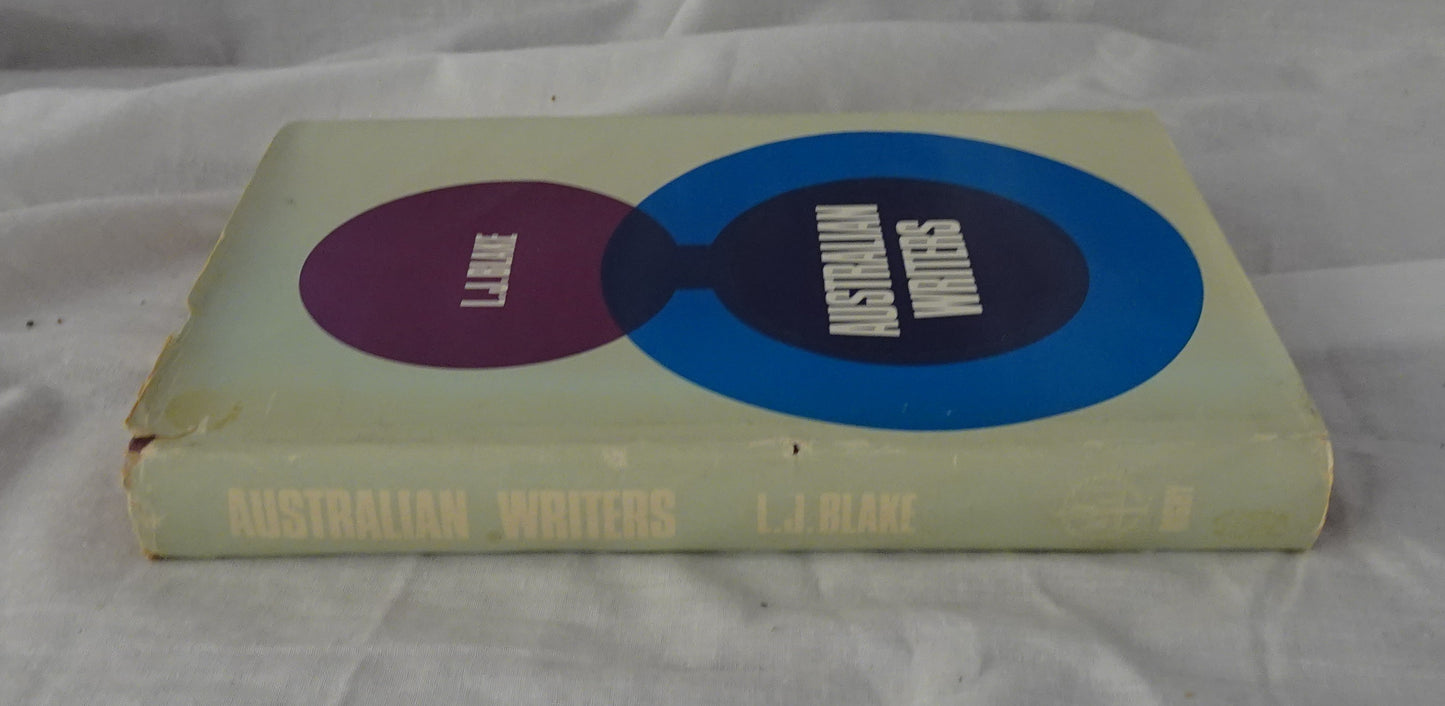 L.J.BLAKE
AUSTRALIAN
WRITERS
AUSTRALIAN WRITERS L.J.BLAKE